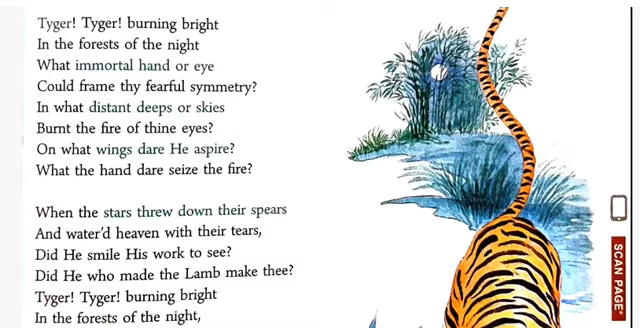 Tyger! Tyger! burning bright
In the forests of the night
What immortal hand or eye
Could frame thy fearful symmetry?
In what distant deeps or skies
Burnt the fire of thine eyes?
On what wings dare He aspire?
What the hand dare seize the fire?
When the stars threw down their spears
And water'd heaven with their tears,
Did He smile His work to see?
Did He who made the Lamb make thee?
Tyger! Tyger! burning bright
In the forests of the night,
SCAN PAGE